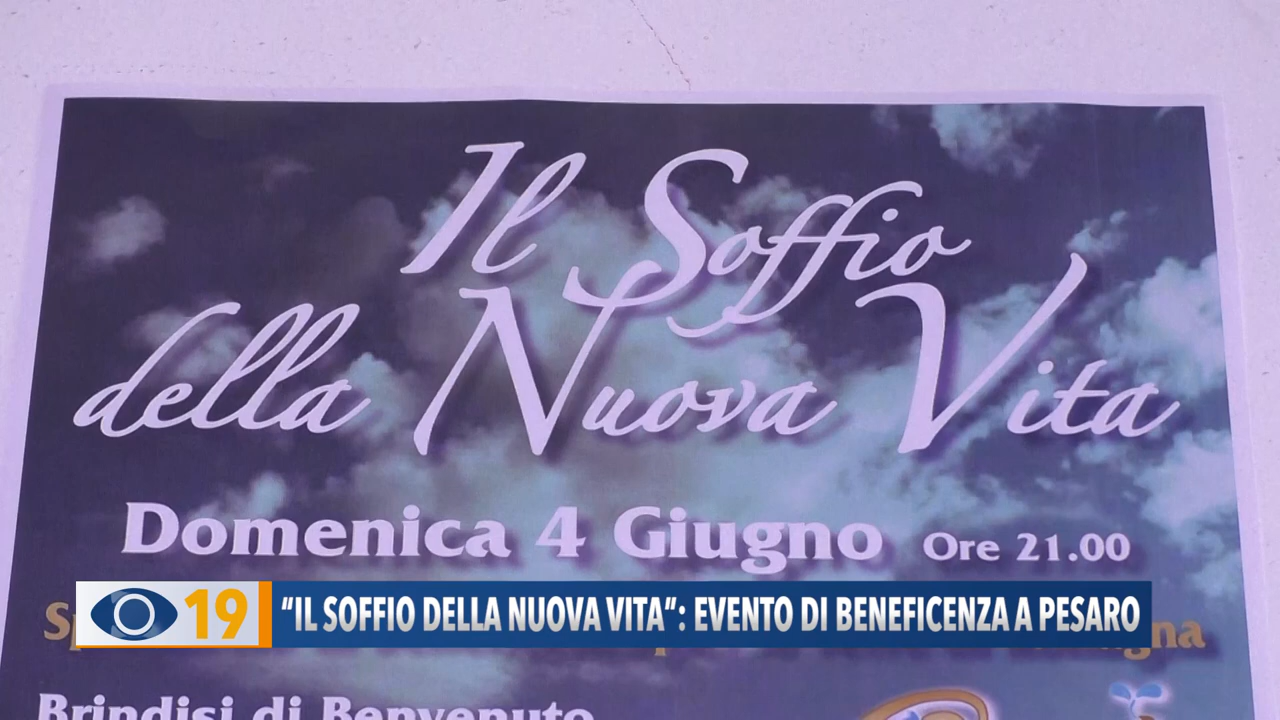 Il Soffio
della Nuova Vita
Domenica 4 Giugno Ore 21.00
19 “IL SOFFIO DELLA NUOVA VITA”: EVENTO DI BENEFICENZA A PESARO
Brindisi di Benvenuto